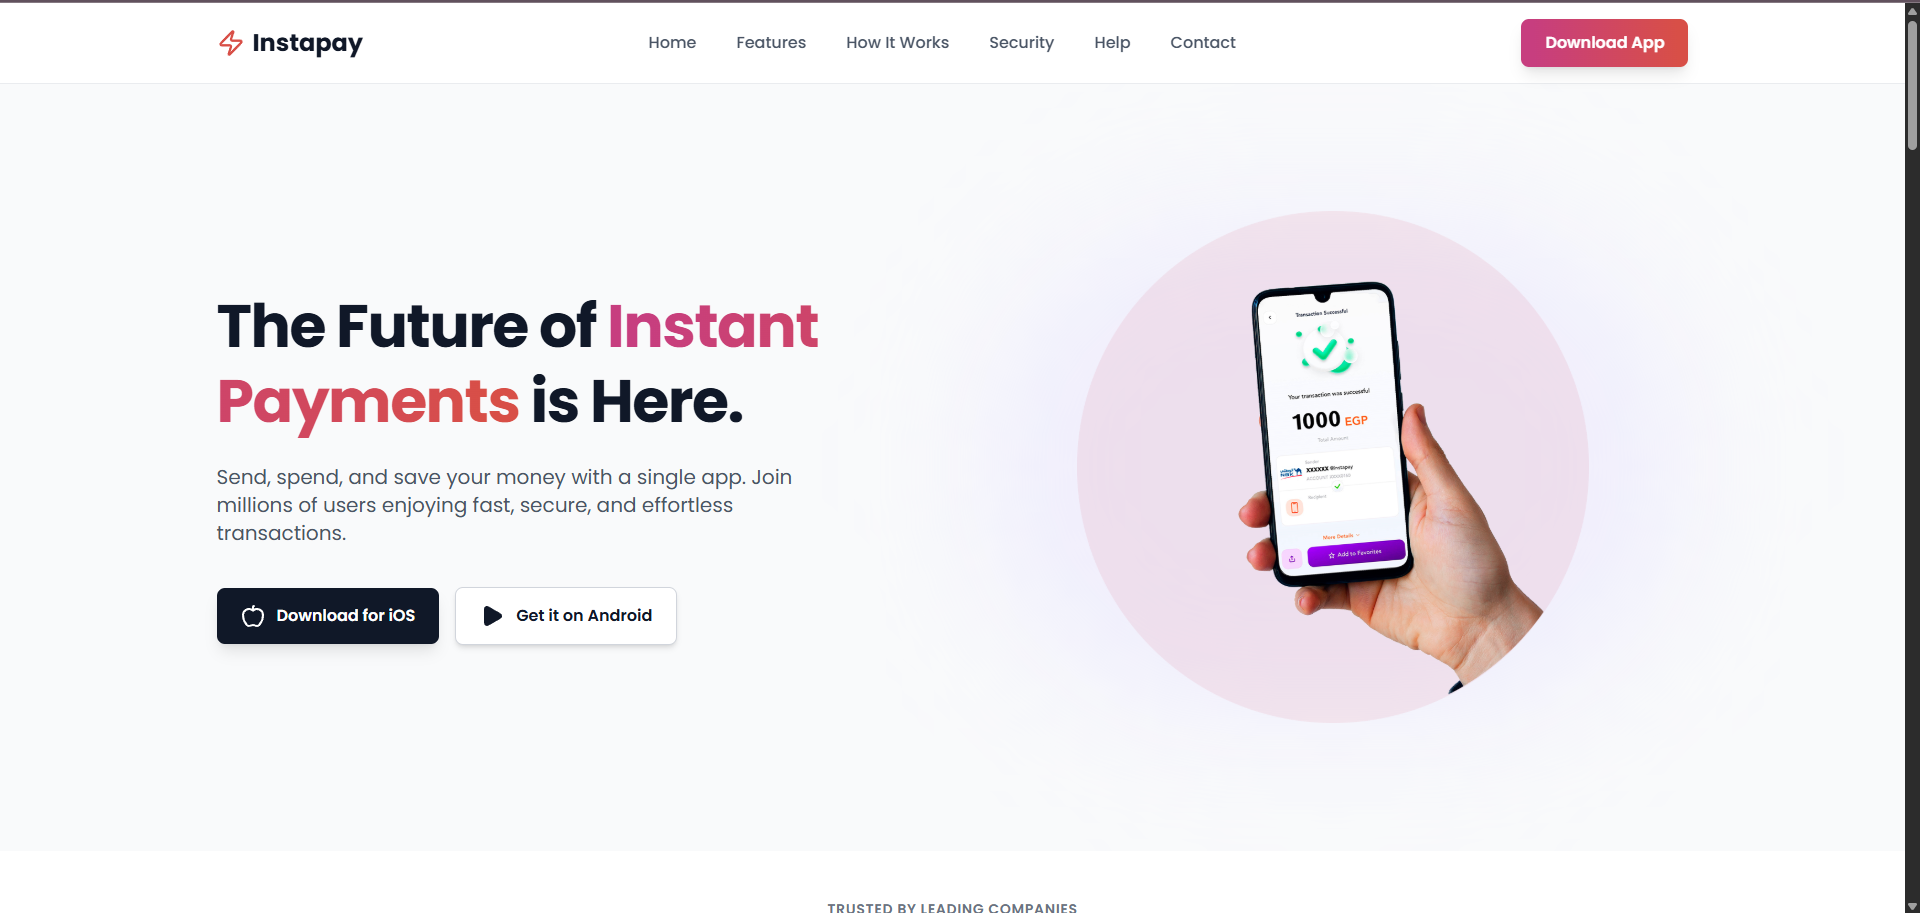 Instapay
Home
Features
How It Works
Security
Help
Contact
Download App
The Future of Instant
Payments is Here.
Send, spend, and save your money with a single app. Join
millions of users enjoying fast, secure, and effortless
transactions.
Download for iOS
Get it on Android
Transaction Successful
Your transaction was successful
1000 EGP
Total Amount
XXXXXX @instapay
More Details
Add to Favorites
TRUSTED BY LEADING COMPANIES